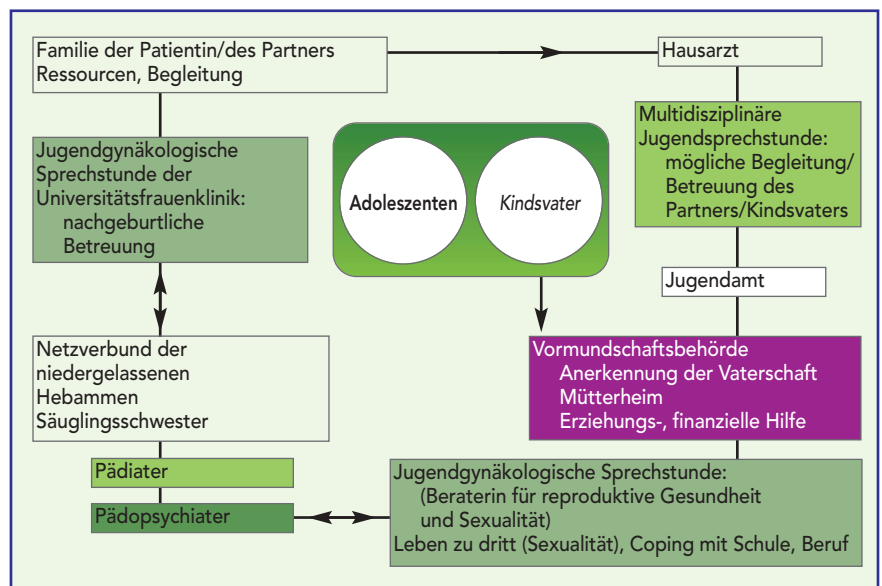 Familie der Patientin/des Partners
Ressourcen, Begleitung
Hausarzt
Multidisziplinäre
Jugendsprechstunde:
mögliche Begleitung/
Betreuung des
Partners/Kindsvaters
Jugendgynäkologische
Sprechstunde der
Universitätsfrauenklinik:
nachgeburtliche
Betreuung
Adoleszenten
Kindsvater
Jugendamt
Netzverbund der
niedergelassenen
Hebammen
Säuglingsschwester
Vormundschaftsbehörde
Anerkennung der Vaterschaft
Mütterheim
Erziehungs-, finanzielle Hilfe
Pädiater
Pädopsychiater
Jugendgynäkologische Sprechstunde:
(Beraterin für reproduktive Gesundheit
und Sexualität)
Leben zu dritt (Sexualität), Coping mit Schule, Beruf